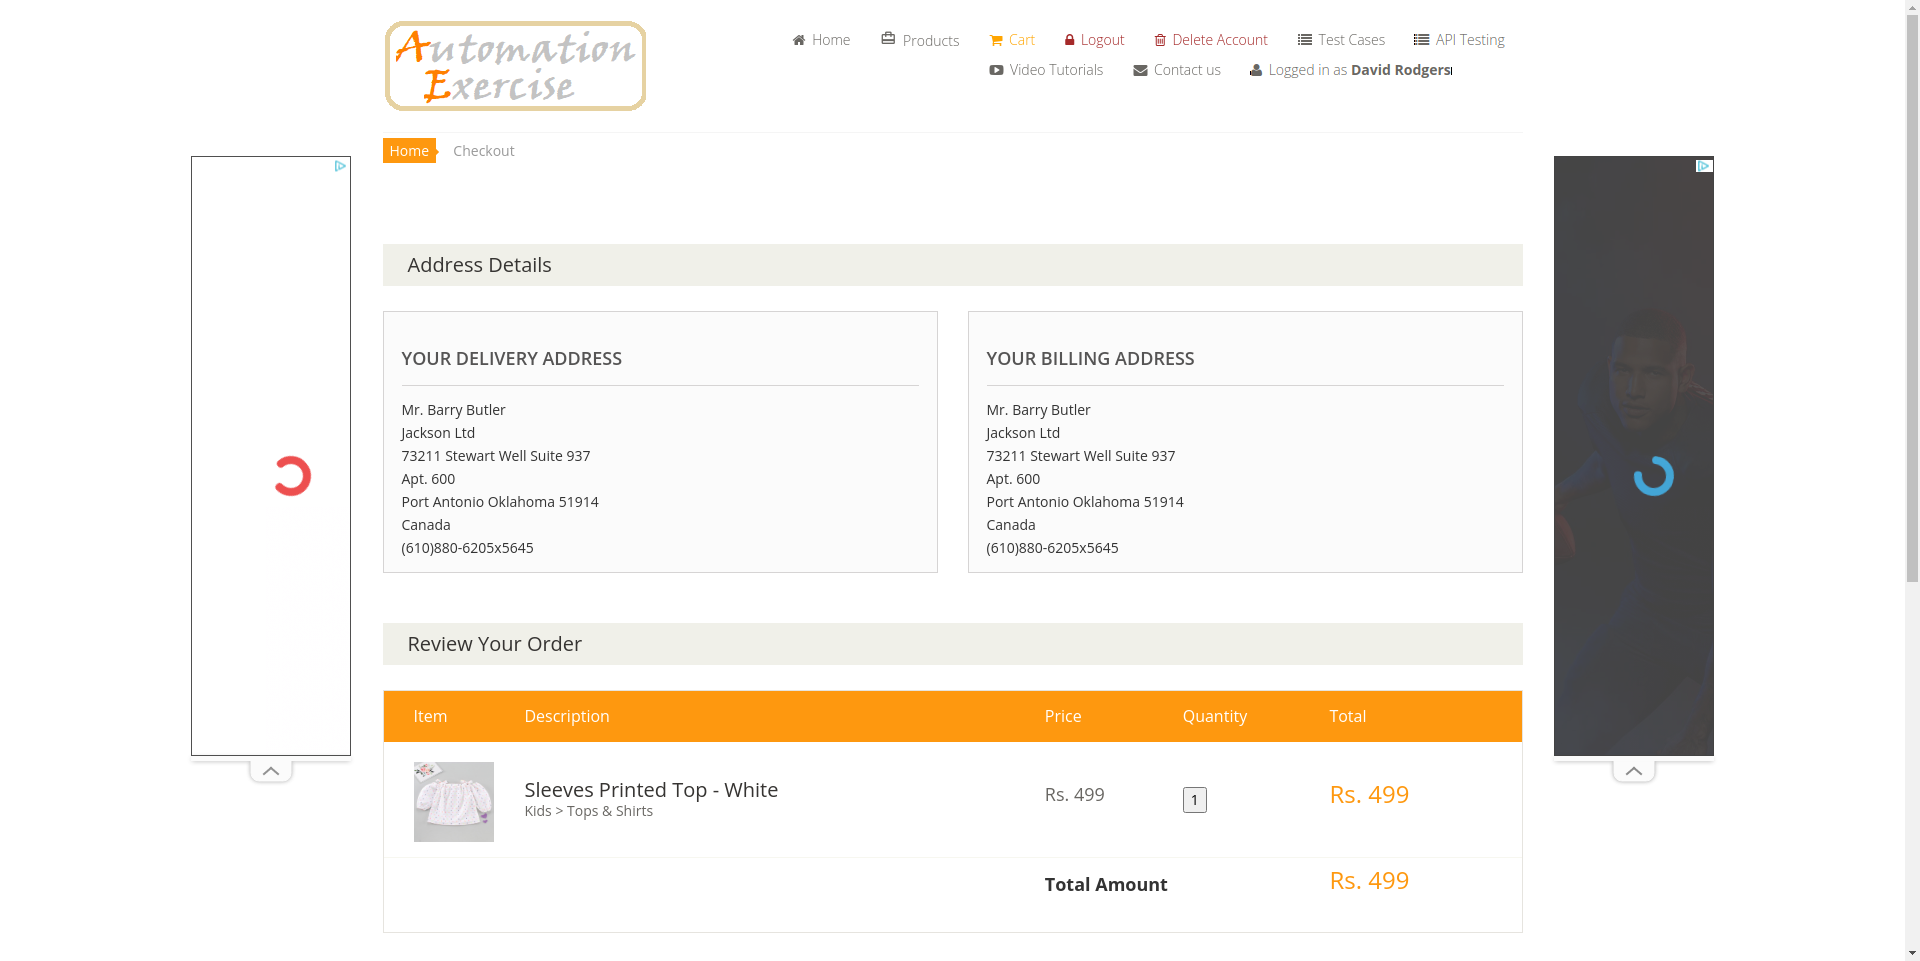 Automation
Exercise
Home
Products
Cart
Logout
Delete Account
Test Cases
API Testing
Video Tutorials
Contact us
Logged in as David Rodgers
Home
Checkout
Address Details
YOUR DELIVERY ADDRESS
Mr. Barry Butler
Jackson Ltd
73211 Stewart Well Suite 937
Apt. 600
Port Antonio Oklahoma 51914
Canada
(610)880-6205x5645
YOUR BILLING ADDRESS
Mr. Barry Butler
Jackson Ltd
73211 Stewart Well Suite 937
Apt. 600
Port Antonio Oklahoma 51914
Canada
(610)880-6205x5645
Review Your Order
Item Description Price Quantity Total
Sleeves Printed Top - White
Kids > Tops & Shirts
Rs. 499
1
Rs. 499
Total Amount Rs. 499